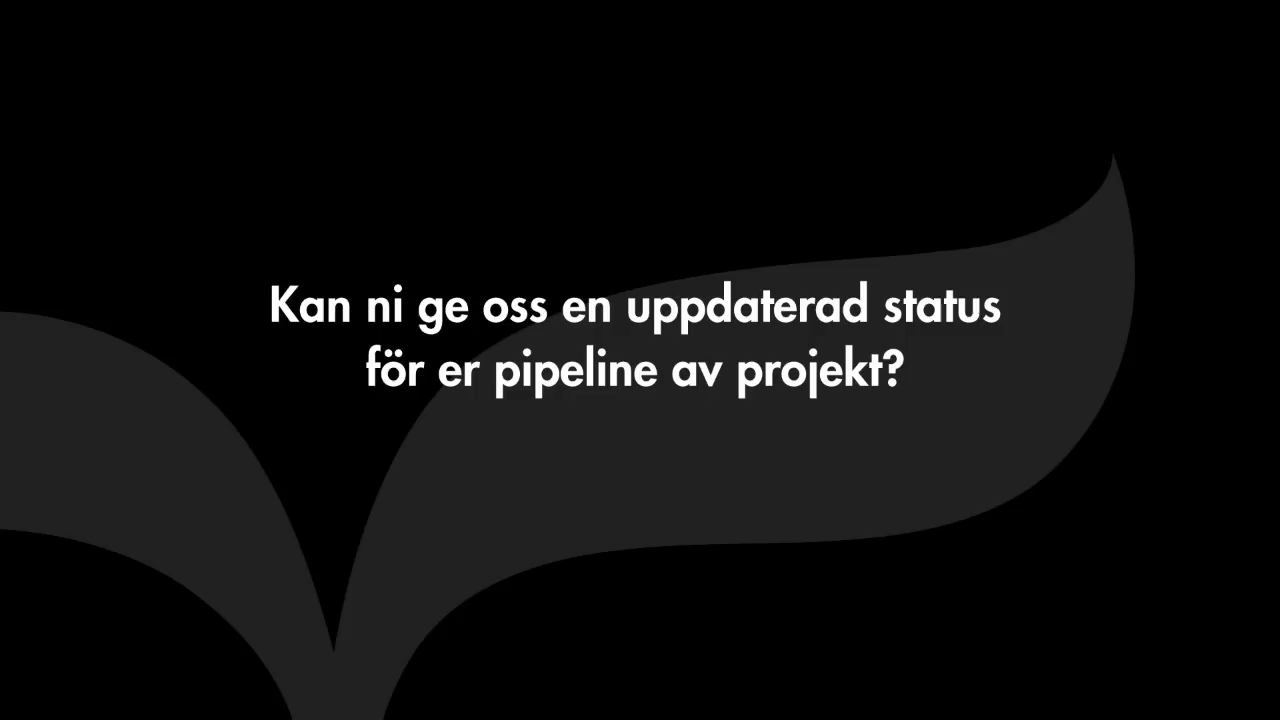 Kan ni ge oss en uppdaterad status
för er pipeline av projekt?